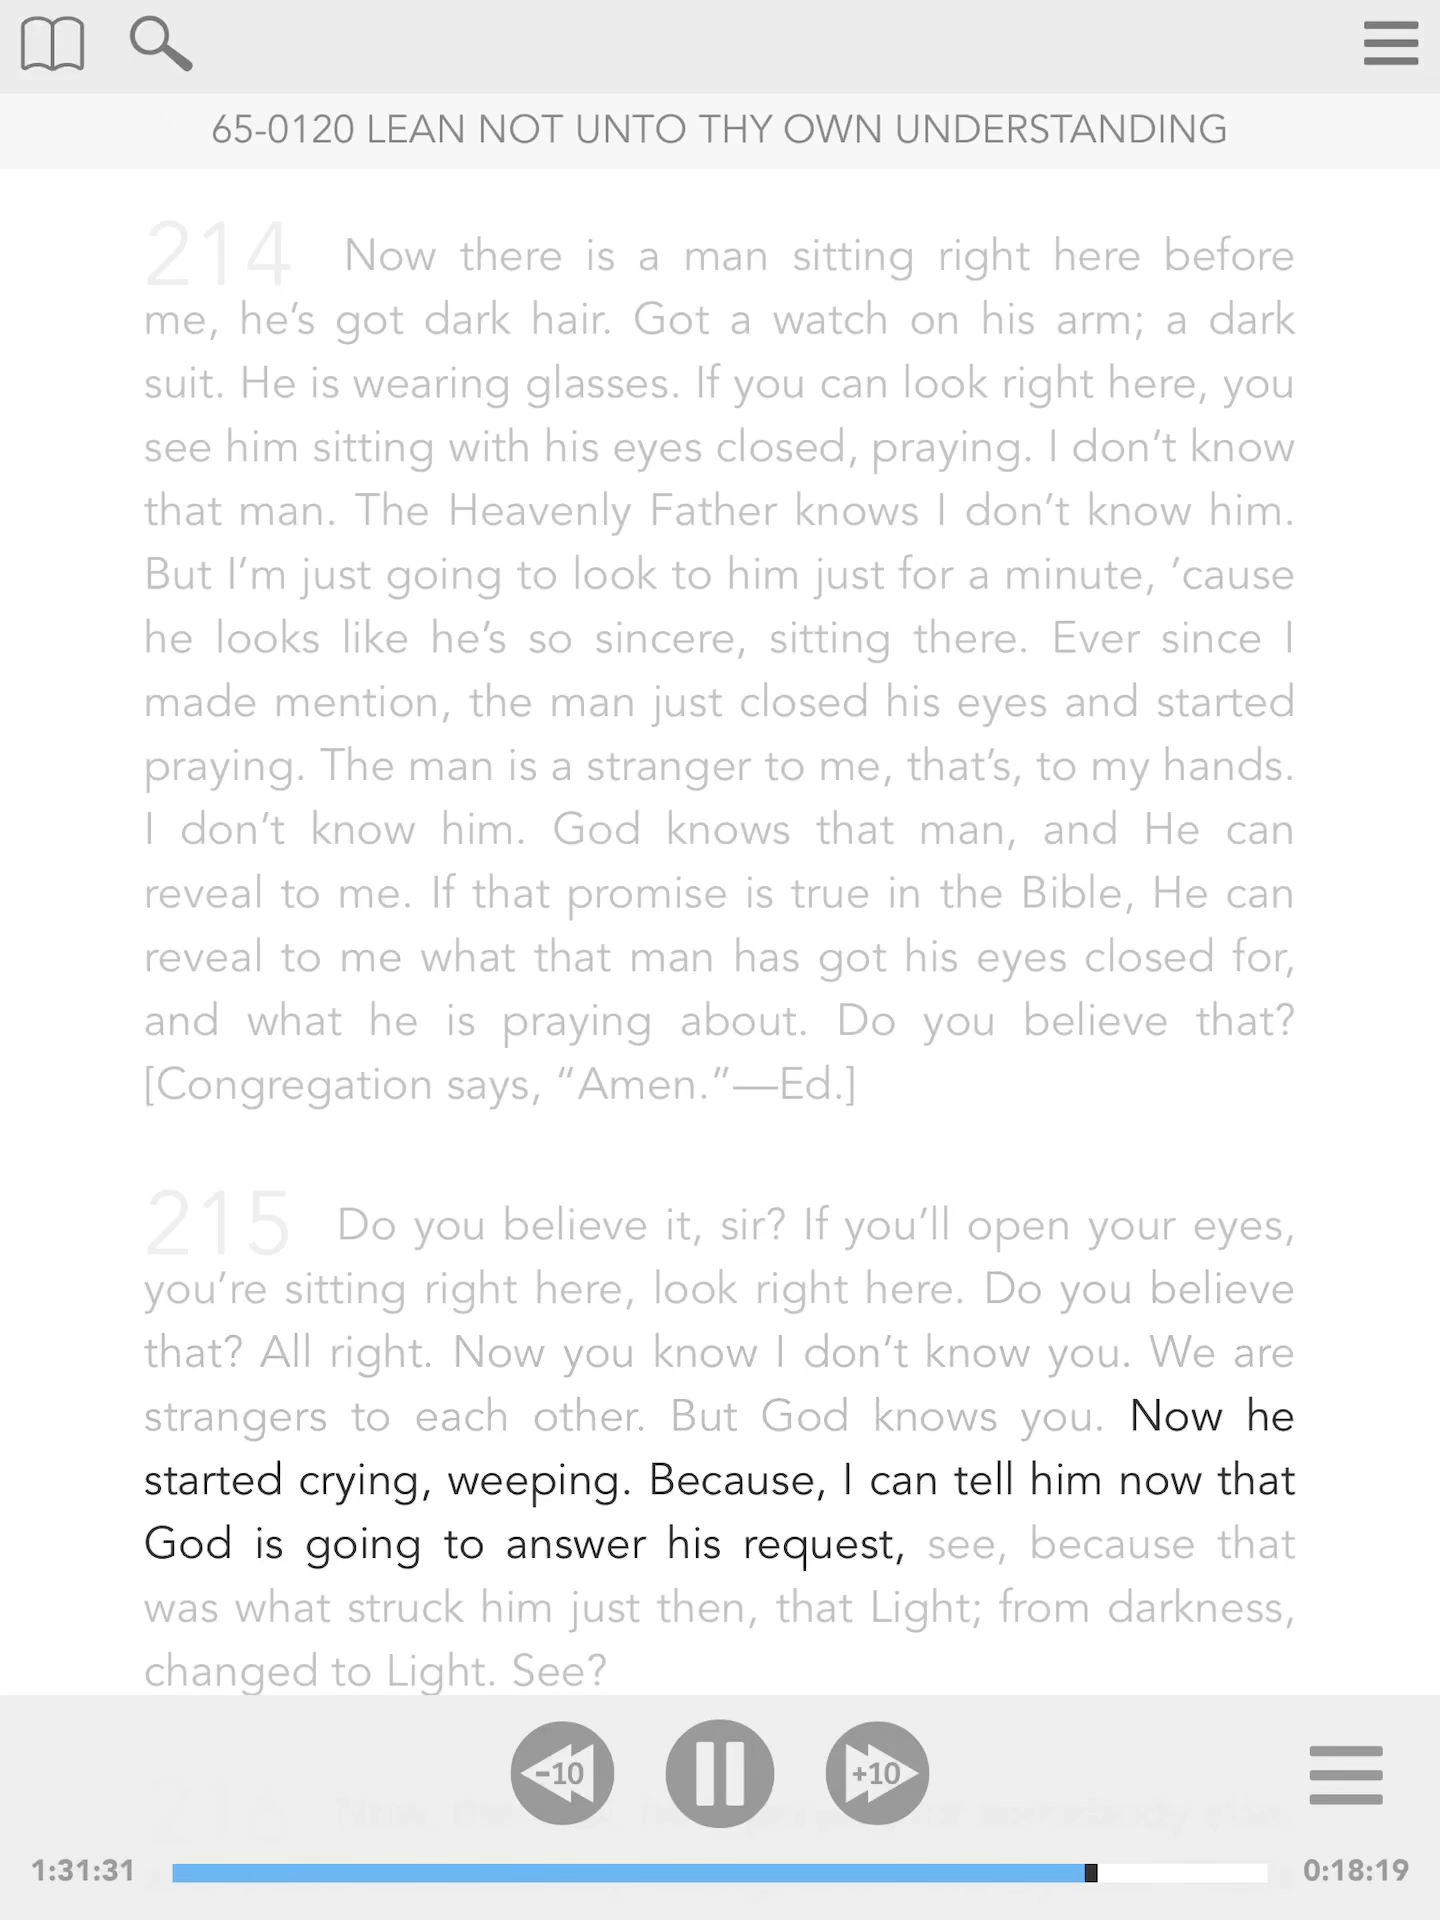 65-0120 LEAN NOT UNTO THY OWN UNDERSTANDING
214 Now there is a man sitting right here before
me, he’s got dark hair. Got a watch on his arm; a dark
suit. He is wearing glasses. If you can look right here, you
see him sitting with his eyes closed, praying. I don’t know
that man. The Heavenly Father knows I don’t know him.
But I’m just going to look to him just for a minute, ’cause
he looks like he’s so sincere, sitting there. Ever since I
made mention, the man just closed his eyes and started
praying. The man is a stranger to me, that’s, to my hands.
I don’t know him. God knows that man, and He can
reveal to me. If that promise is true in the Bible, He can
reveal to me what that man has got his eyes closed for,
and what he is praying about. Do you believe that?
[Congregation says, “Amen.”—Ed.]
215 Do you believe it, sir? If you’ll open your eyes,
you’re sitting right here, look right here. Do you believe
that? All right. Now you know I don’t know you. We are
strangers to each other. But God knows you. Now he
started crying, weeping. Because, I can tell him now that
God is going to answer his request, see, because that
was what struck him just then, that Light; from darkness,
changed to Light. See?
-10 +10
1:31:31 0:18:19